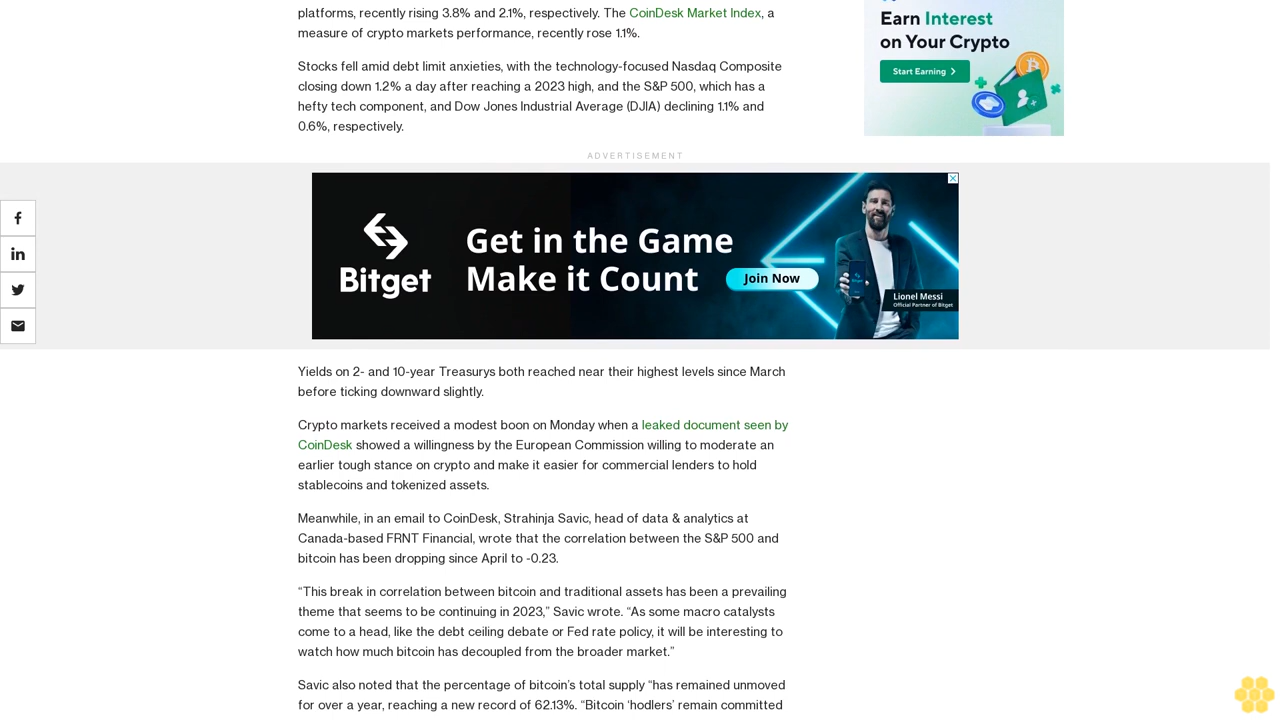 platforms, recently rising 3.8% and 2.1%, respectively. The CoinDesk Market Index, a
measure of crypto markets performance, recently rose 1.1%.
Stocks fell amid debt limit anxieties, with the technology-focused Nasdaq Composite
closing down 1.2% a day after reaching a 2023 high, and the S&P 500, which has a
hefty tech component, and Dow Jones Industrial Average (DJIA) declining 1.1% and
0.6%, respectively.
Earn Interest
on Your Crypto
Start Earning
ADVERTISEMENT
Bitget
Get in the Game
Make it Count
Join Now
Lionel Messi
Official Partner of Bitget
Yields on 2- and 10-year Treasurys both reached near their highest levels since March
before ticking downward slightly.
Crypto markets received a modest boon on Monday when a leaked document seen by
CoinDesk showed a willingness by the European Commission willing to moderate an
earlier tough stance on crypto and make it easier for commercial lenders to hold
stablecoins and tokenized assets.
Meanwhile, in an email to CoinDesk, Strahinja Savic, head of data & analytics at
Canada-based FRNT Financial, wrote that the correlation between the S&P 500 and
bitcoin has been dropping since April to -0.23.
“This break in correlation between bitcoin and traditional assets has been a prevailing
theme that seems to be continuing in 2023,” Savic wrote. “As some macro catalysts
come to a head, like the debt ceiling debate or Fed rate policy, it will be interesting to
watch how much bitcoin has decoupled from the broader market.”
Savic also noted that the percentage of bitcoin’s total supply “has remained unmoved
for over a year, reaching a new record of 62.13%. “Bitcoin ‘hodlers’ remain committed